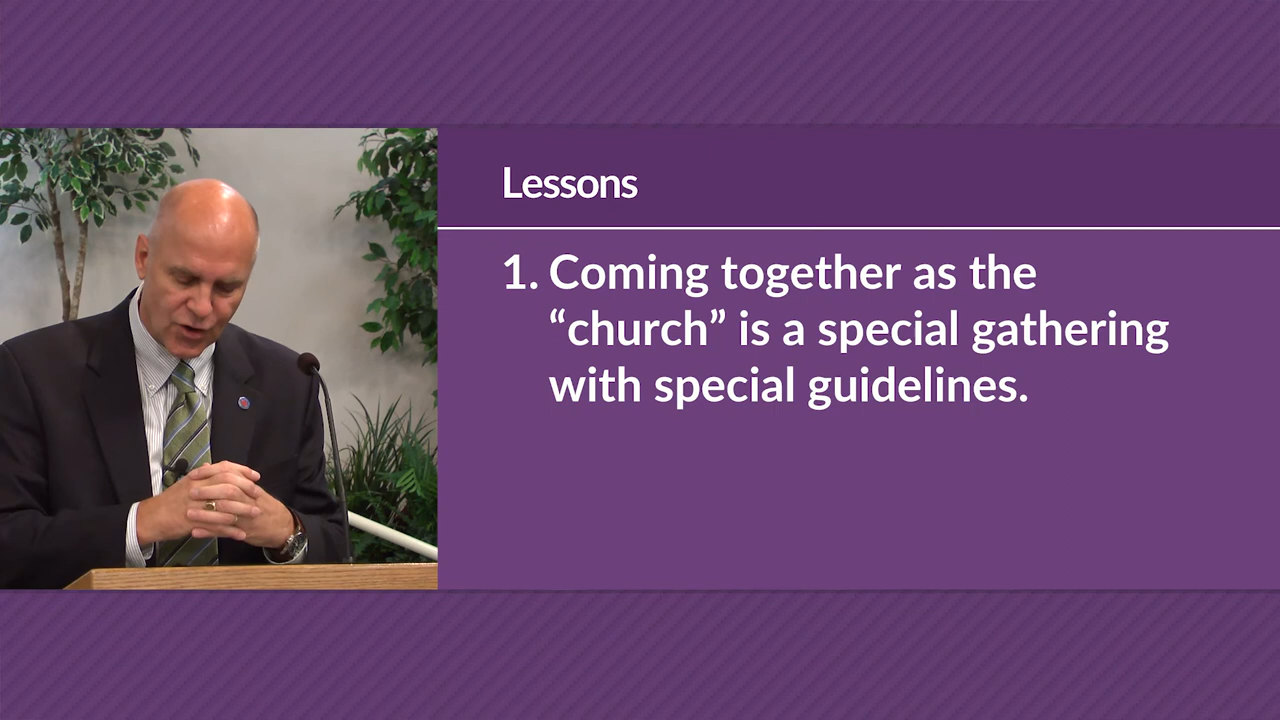 Lessons
1. Coming together as the
“church” is a special gathering
with special guidelines.